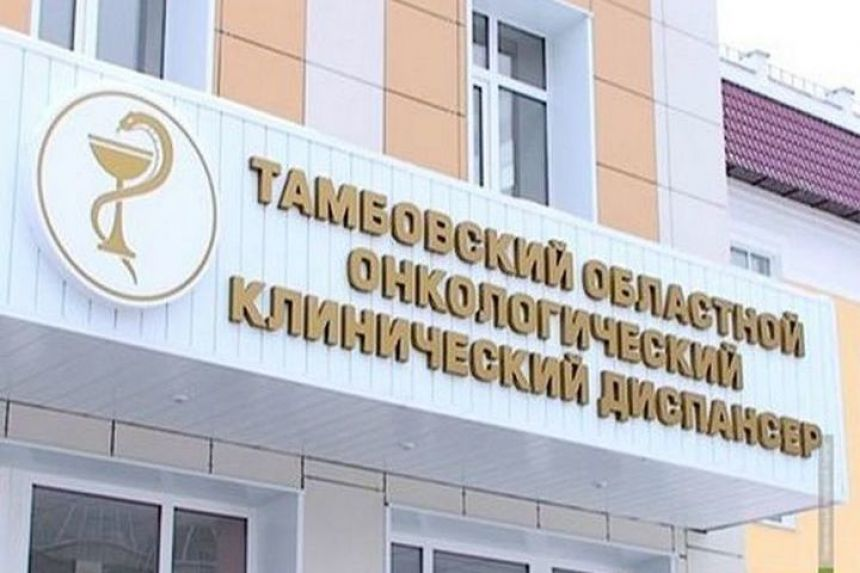 ТАМБОВСКИЙ ОБЛАСТНОЙ
ОНКОЛОГИЧЕСКИЙ
КЛИНИЧЕСКИЙ ДИСПАНСЕР